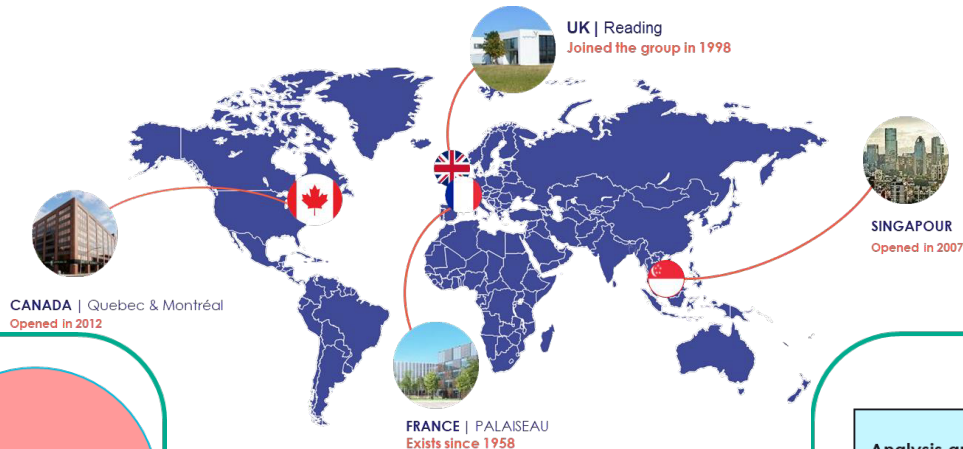 UK | Reading
Joined the group in 1998
SINGAPOUR
Opened in 2007
CANADA | Quebec & Montréal
Opened in 2012
FRANCE | PALAISEAU
Exists since 1958
Analysis